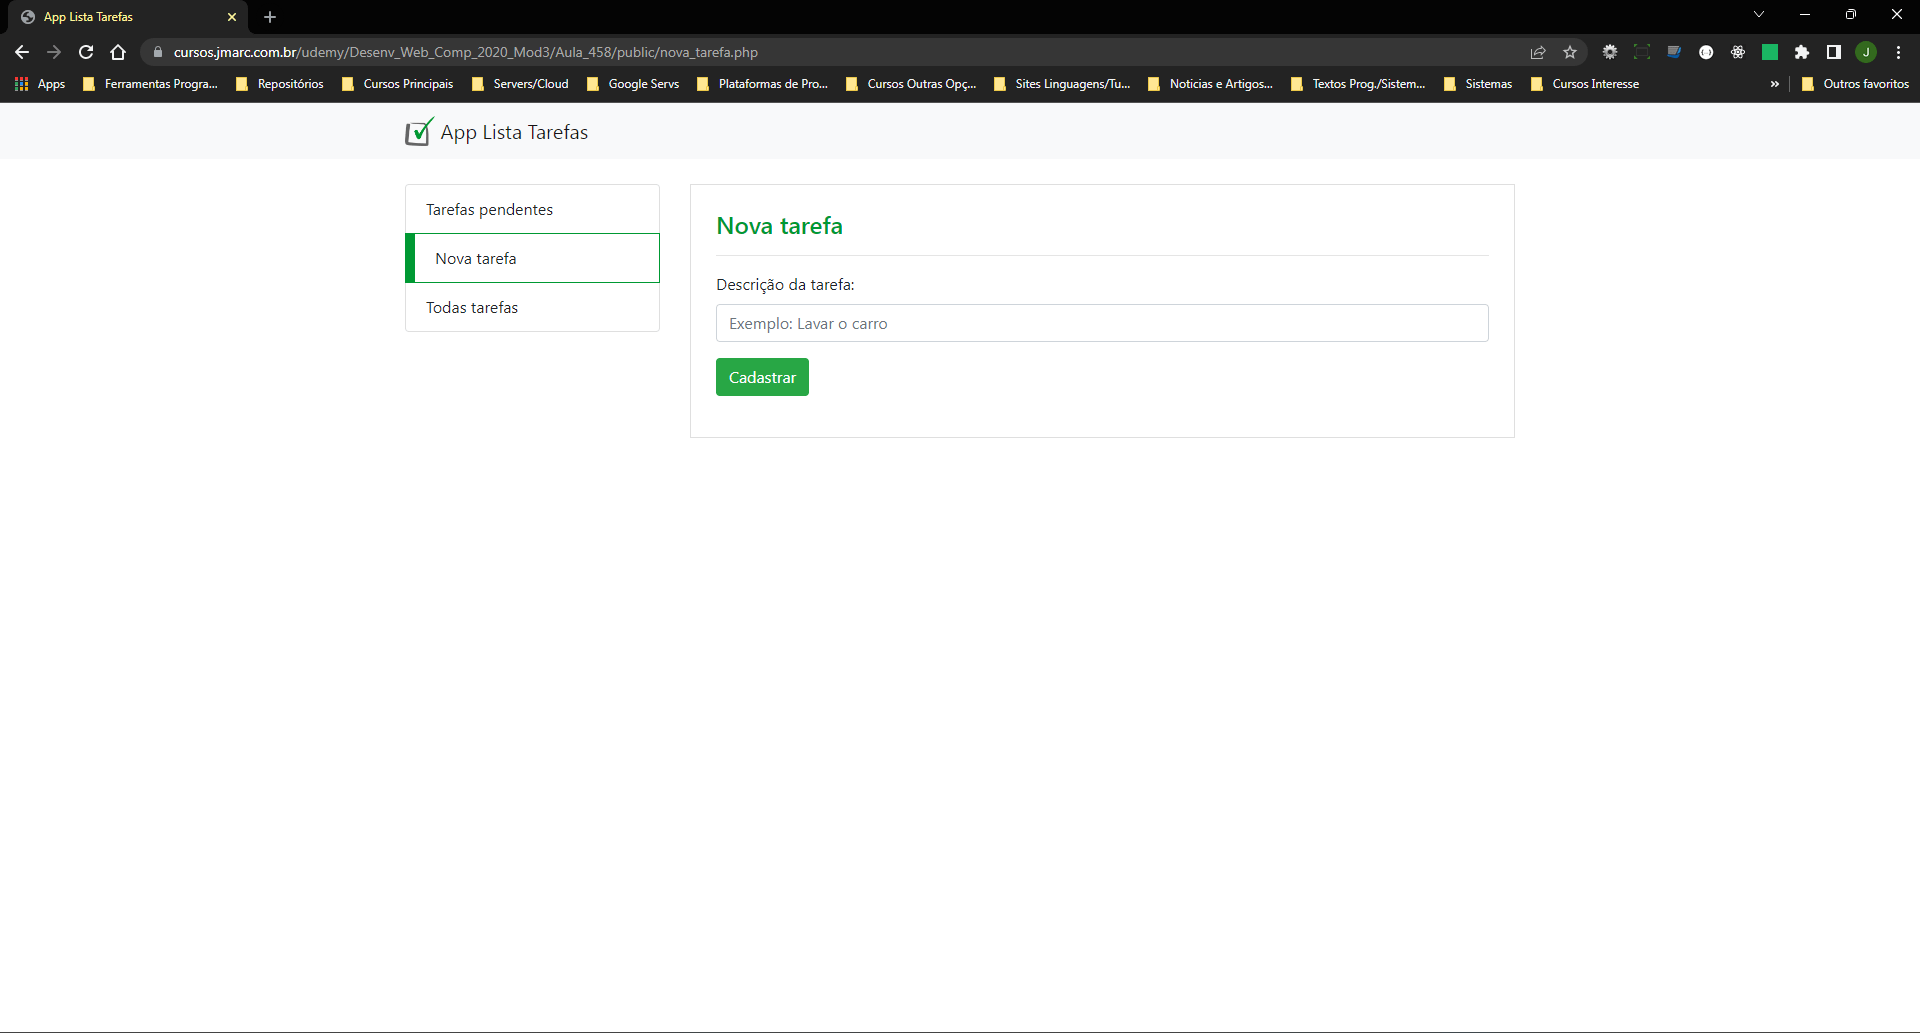 App Lista Tarefas
cursos.jmarc.com.br/udemy/Desenv_Web_Comp_2020_Mod3/Aula_458/public/nova_tarefa.php
J
Apps Ferramentas Progra... Repositórios Cursos Principais Servers/Cloud Google Servs Plataformas de Pro... Cursos Outras Opç... Sites Linguagens/Tu... Noticias e Artigos... Textos Prog./Sistem... Sistemas Cursos Interesse » Outros favoritos
App Lista Tarefas
Tarefas pendentes
Nova tarefa
Todas tarefas
Nova tarefa
Descrição da tarefa:
Exemplo: Lavar o carro
Cadastrar